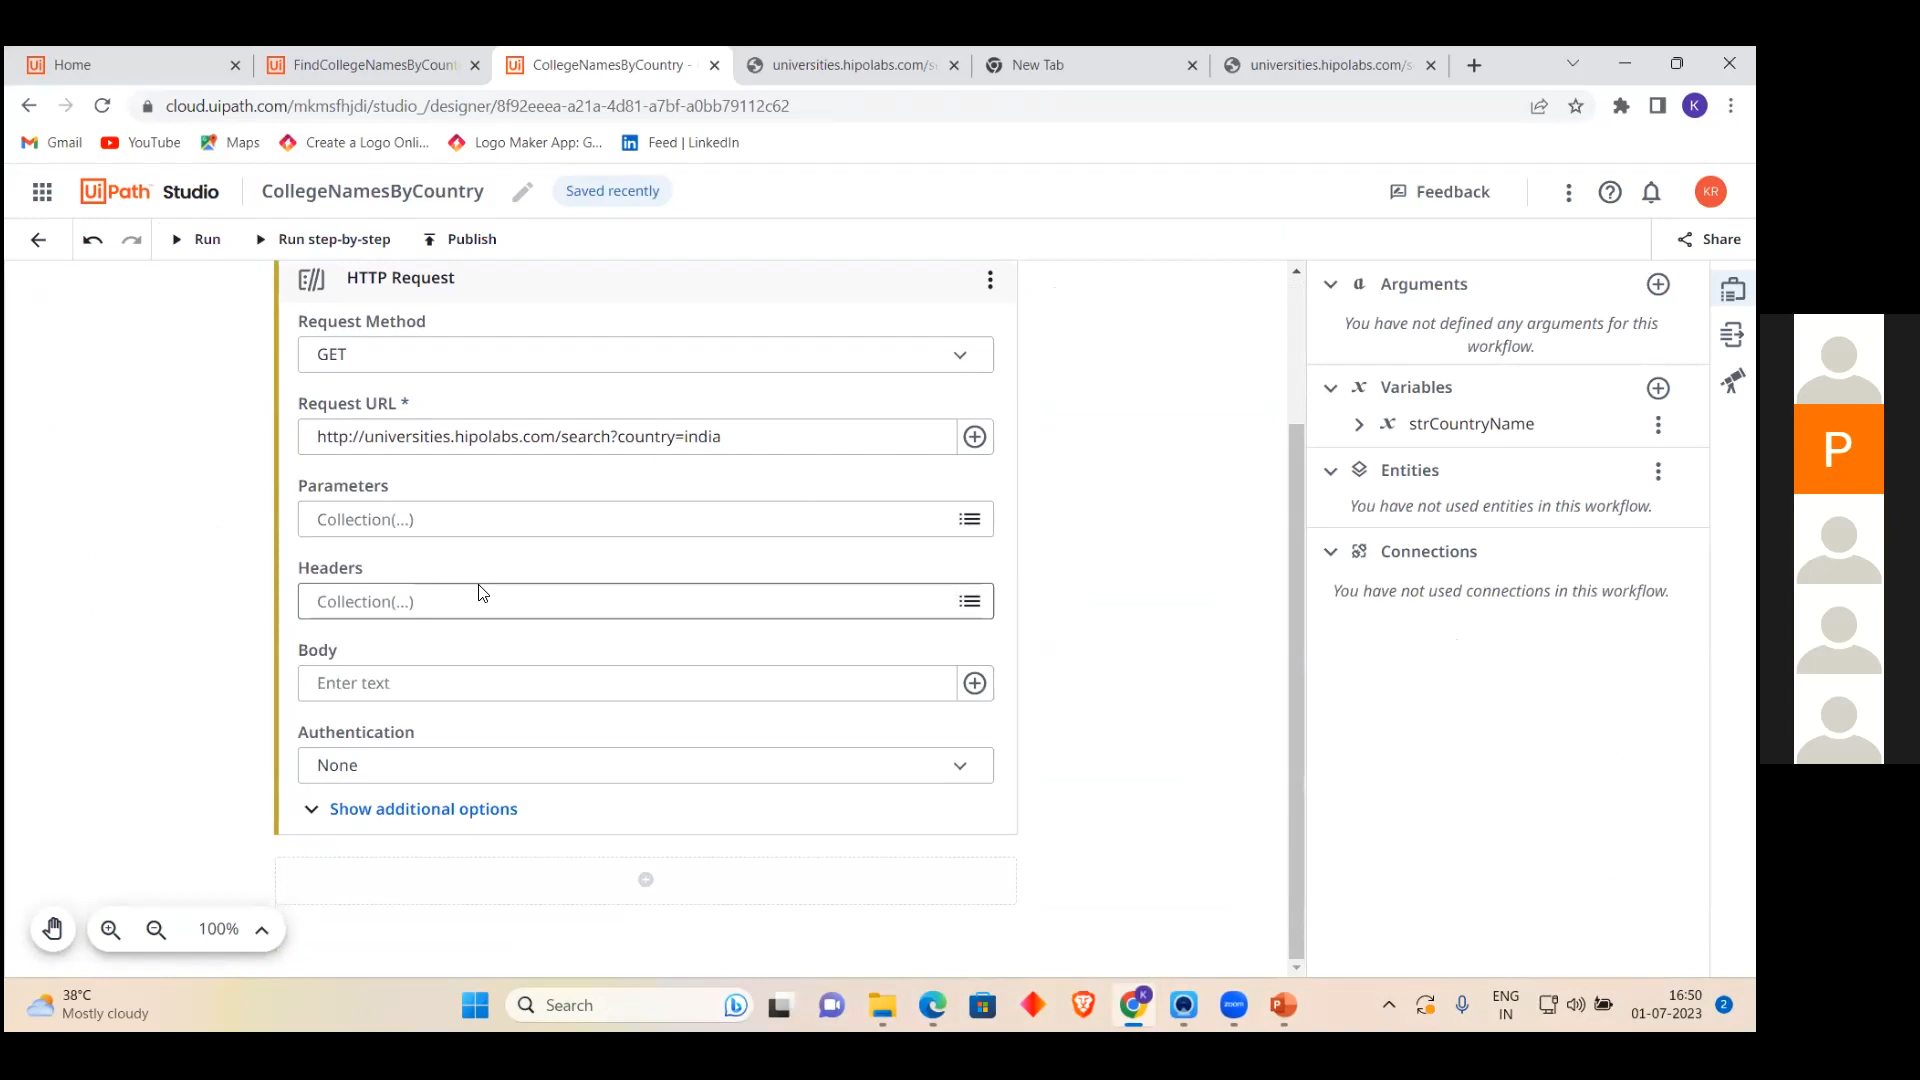 Home
FindCollegeNamesByCount
CollegeNamesByCountry -
universities.hipolabs.com/s
New Tab
universities.hipolabs.com/s
cloud.uipath.com/mkmsfhjdi/studio_/designer/8f92eeea-a21a-4d81-a7bf-a0bb79112c62
K
Gmail
YouTube
Maps
Create a Logo Onli...
Logo Maker App: G...
Feed | LinkedIn
UiPath Studio
CollegeNamesByCountry
Saved recently
Feedback
KR
Run
Run step-by-step
Publish
Share
HTTP Request
Request Method
GET
Request URL *
http://universities.hipolabs.com/search?country=india
Parameters
Collection(...)
Headers
Collection(...)
Body
Enter text
Authentication
None
Show additional options
100%
Arguments
You have not defined any arguments for this
workflow.
Variables
strCountryName
Entities
You have not used entities in this workflow.
Connections
You have not used connections in this workflow.
P
38°C
Mostly cloudy
Search
zoom
ENG
IN
16:50
01-07-2023
2